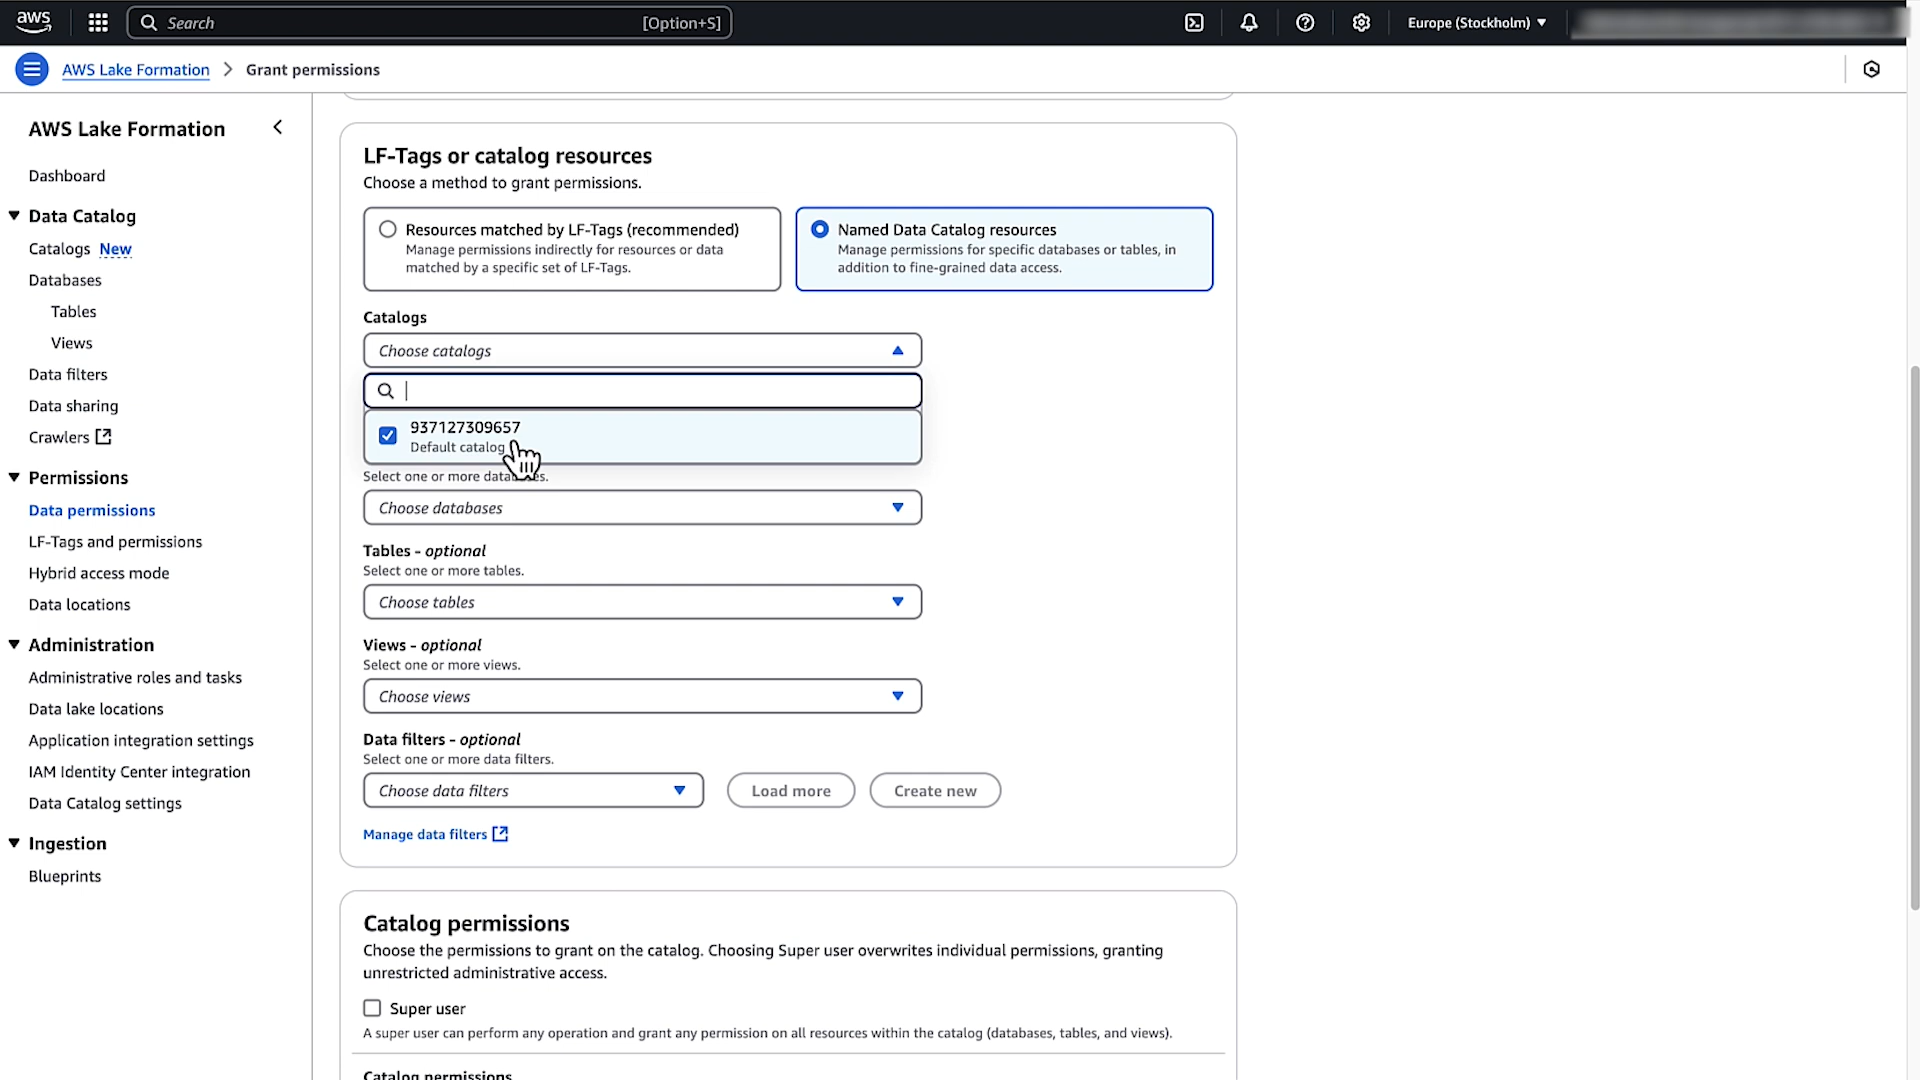 aws
Search
[Option+S]
Europe (Stockholm)
AWS Lake Formation
Grant permissions
AWS Lake Formation
Dashboard
Data Catalog
Catalogs New
Databases
Tables
Views
Data filters
Data sharing
Crawlers
Permissions
Data permissions
LF-Tags and permissions
Hybrid access mode
Data locations
Administration
Administrative roles and tasks
Data lake locations
Application integration settings
IAM Identity Center integration
Data Catalog settings
Ingestion
Blueprints
LF-Tags or catalog resources
Choose a method to grant permissions.
Resources matched by LF-Tags (recommended)
Manage permissions indirectly for resources or data
matched by a specific set of LF-Tags.
Named Data Catalog resources
Manage permissions for specific databases or tables, in
addition to fine-grained data access.
Catalogs
Choose catalogs
937127309657
Default catalog
Select one or more databases.
Choose databases
Tables - optional
Select one or more tables.
Choose tables
Views - optional
Select one or more views.
Choose views
Data filters - optional
Select one or more data filters.
Choose data filters
Load more
Create new
Manage data filters
Catalog permissions
Choose the permissions to grant on the catalog. Choosing Super user overwrites individual permissions, granting
unrestricted administrative access.
Super user
A super user can perform any operation and grant any permission on all resources within the catalog (databases, tables, and views).
Catalog permissions